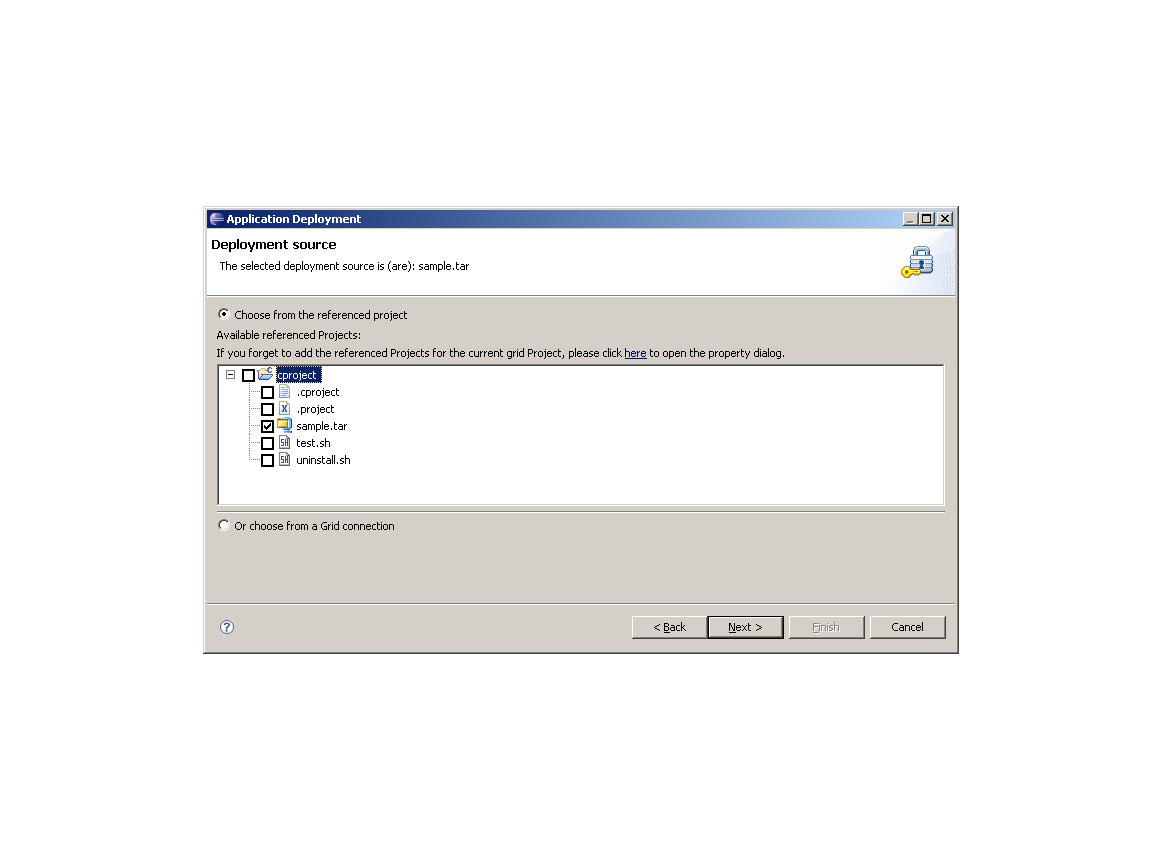 Application Deployment
Deployment source
The selected deployment source is (are): sample.tar
Choose from the referenced project
Available referenced Projects:
If you forget to add the referenced Projects for the current grid Project, please click here to open the property dialog.
cproject
.cproject
.project
sample.tar
test.sh
uninstall.sh
Or choose from a Grid connection
< Back Next > Finish Cancel